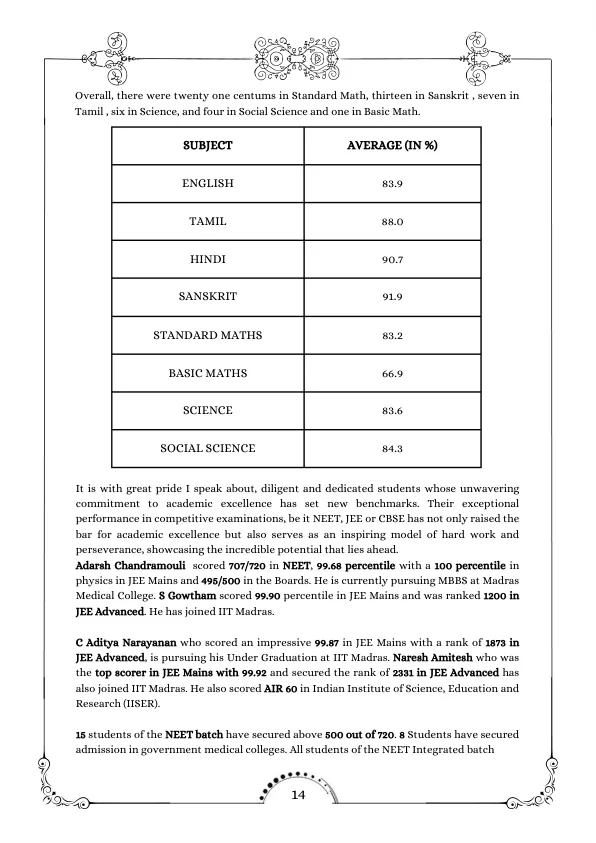 Overall, there were twenty one centums in Standard Math, thirteen in Sanskrit , seven in
Tamil , six in Science, and four in Social Science and one in Basic Math.
SUBJECT AVERAGE (IN %)
ENGLISH 83.9
TAMIL 88.0
HINDI 90.7
SANSKRIT 91.9
STANDARD MATHS 83.2
BASIC MATHS 66.9
SCIENCE 83.6
SOCIAL SCIENCE 84.3
It is with great pride I speak about, diligent and dedicated students whose unwavering
commitment to academic excellence has set new benchmarks. Their exceptional
performance in competitive examinations, be it NEET, JEE or CBSE has not only raised the
bar for academic excellence but also serves as an inspiring model of hard work and
perseverance, showcasing the incredible potential that lies ahead.
Adarsh Chandramouli scored 707/720 in NEET, 99.68 percentile with a 100 percentile in
physics in JEE Mains and 495/500 in the Boards. He is currently pursuing MBBS at Madras
Medical College. S Gowtham scored 99.90 percentile in JEE Mains and was ranked 1200 in
JEE Advanced. He has joined IIT Madras.
C Aditya Narayanan who scored an impressive 99.87 in JEE Mains with a rank of 1873 in
JEE Advanced, is pursuing his Under Graduation at IIT Madras. Naresh Amitesh who was
the top scorer in JEE Mains with 99.92 and secured the rank of 2331 in JEE Advanced has
also joined IIT Madras. He also scored AIR 60 in Indian Institute of Science, Education and
Research (IISER).
15 students of the NEET batch have secured above 500 out of 720. 8 Students have secured
admission in government medical colleges. All students of the NEET Integrated batch
14